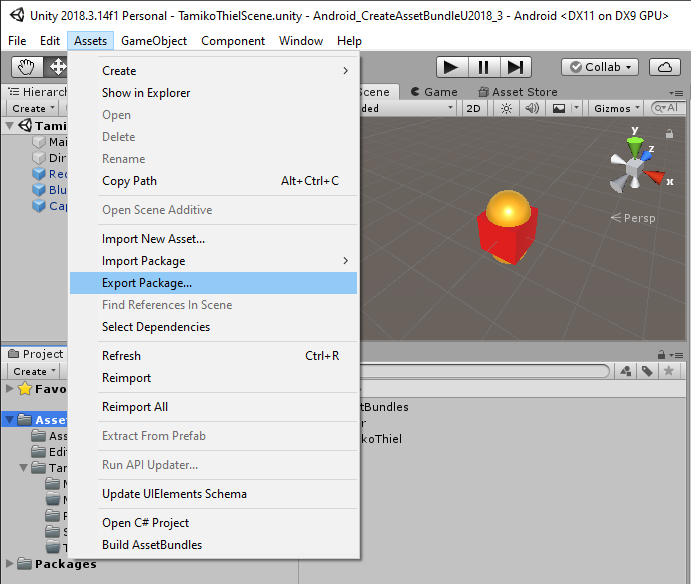 Unity 2018.3.14f1 Personal - TamikoThielScene.unity - Android_CreateAssetBundleU2018_3 - Android <DX11 on DX9 GPU>
File Edit Assets GameObject Component Window Help
Collab
Hierarch Scene Game Asset Store
Create ded 2D Gizmos All
Tami
Mai
Dir
Rec
Blu
Cap
Create
Show in Explorer
Open
Delete
Rename
Copy Path Alt+Ctrl+C
Open Scene Additive
Import New Asset...
Import Package
Export Package...
Find References In Scene
Select Dependencies
Refresh Ctrl+R
Reimport
Reimport All
Extract From Prefab
Run API Updater...
Update UIElements Schema
Open C# Project
Build AssetBundles
y
z
x
Persp
Project
Create
Favo
Asset
Ass
Edi
Tam
M
M
P
S
T
Packages
tBundles
r
koThiel